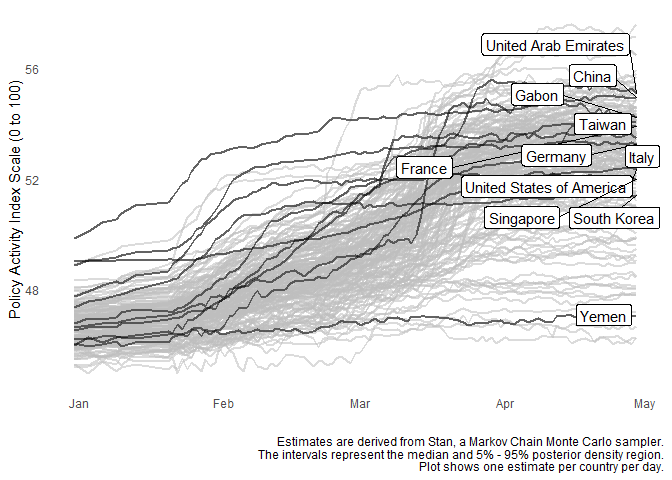 Policy Activity Index Scale (0 to 100)
56
52
48
United Arab Emirates
China
Gabon
Taiwan
Italy
Germany
France
United States of America
Singapore
South Korea
Yemen
Jan
Feb
Mar
Apr
May
Estimates are derived from Stan, a Markov Chain Monte Carlo sampler.
The intervals represent the median and 5% - 95% posterior density region.
Plot shows one estimate per country per day.